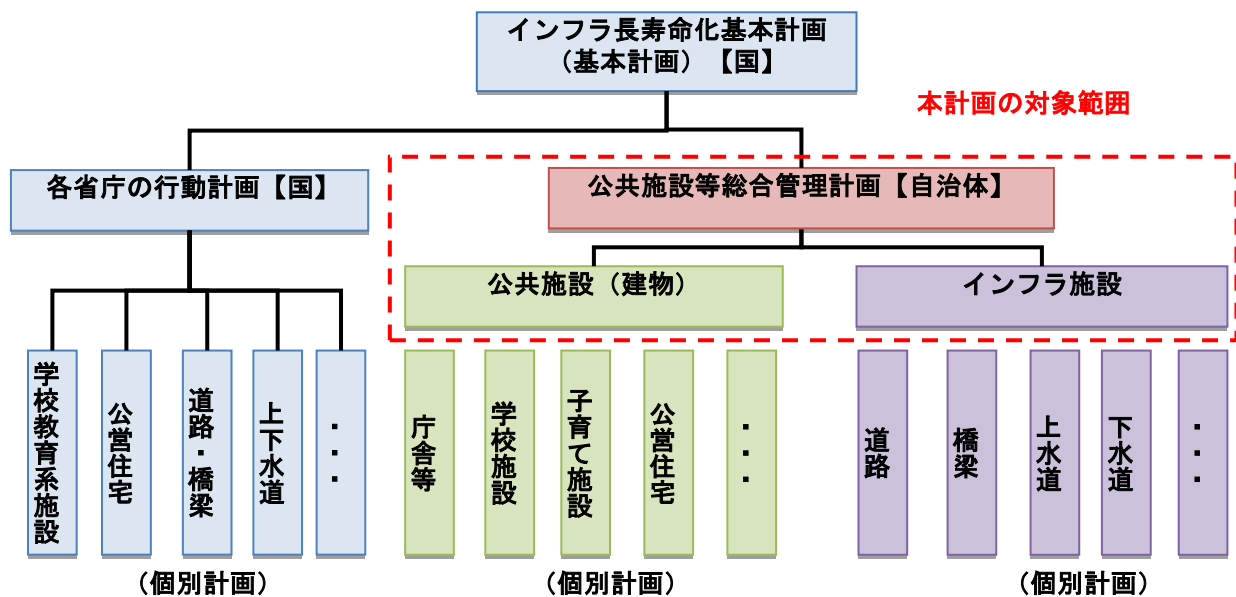 インフラ長寿命化基本計画
（基本計画）【国】
本計画の対象範囲
各省庁の行動計画【国】
公共施設等総合管理計画【自治体】
公共施設（建物）
インフラ施設
学校教育系施設
公営住宅
道路・橋梁
上下水道
・・・
庁舎等
学校施設
子育て施設
公営住宅
・・・
道路
橋梁
上水道
下水道
・・・
（個別計画）
（個別計画）
（個別計画）